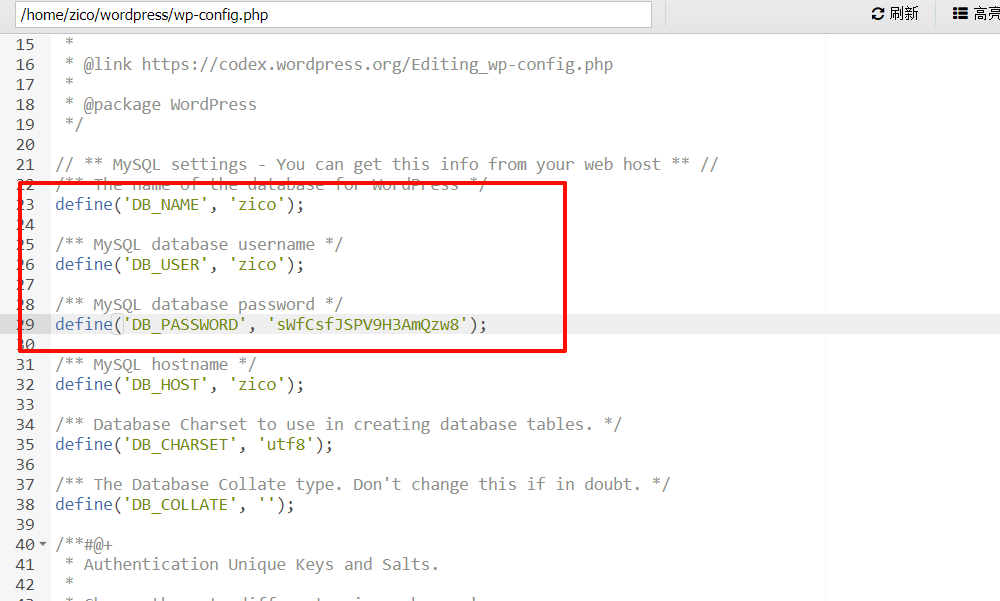 /home/zico/wordpress/wp-config.php
刷新
高亮
15 *
16 * @link https://codex.wordpress.org/Editing_wp-config.php
17 *
18 * @package WordPress
19 */
20
21 // ** MySQL settings - You can get this info from your web host ** //
22 /** The name of the database for WordPress */
23 define('DB_NAME', 'zico');
24
25 /** MySQL database username */
26 define('DB_USER', 'zico');
27
28 /** MySQL database password */
29 define('DB_PASSWORD', 'sWfCsfJSPV9H3AmQzw8');
30
31 /** MySQL hostname */
32 define('DB_HOST', 'zico');
33
34 /** Database Charset to use in creating database tables. */
35 define('DB_CHARSET', 'utf8');
36
37 /** The Database Collate type. Don't change this if in doubt. */
38 define('DB_COLLATE', '');
39
40 /**#@+
41 * Authentication Unique Keys and Salts.
42 *